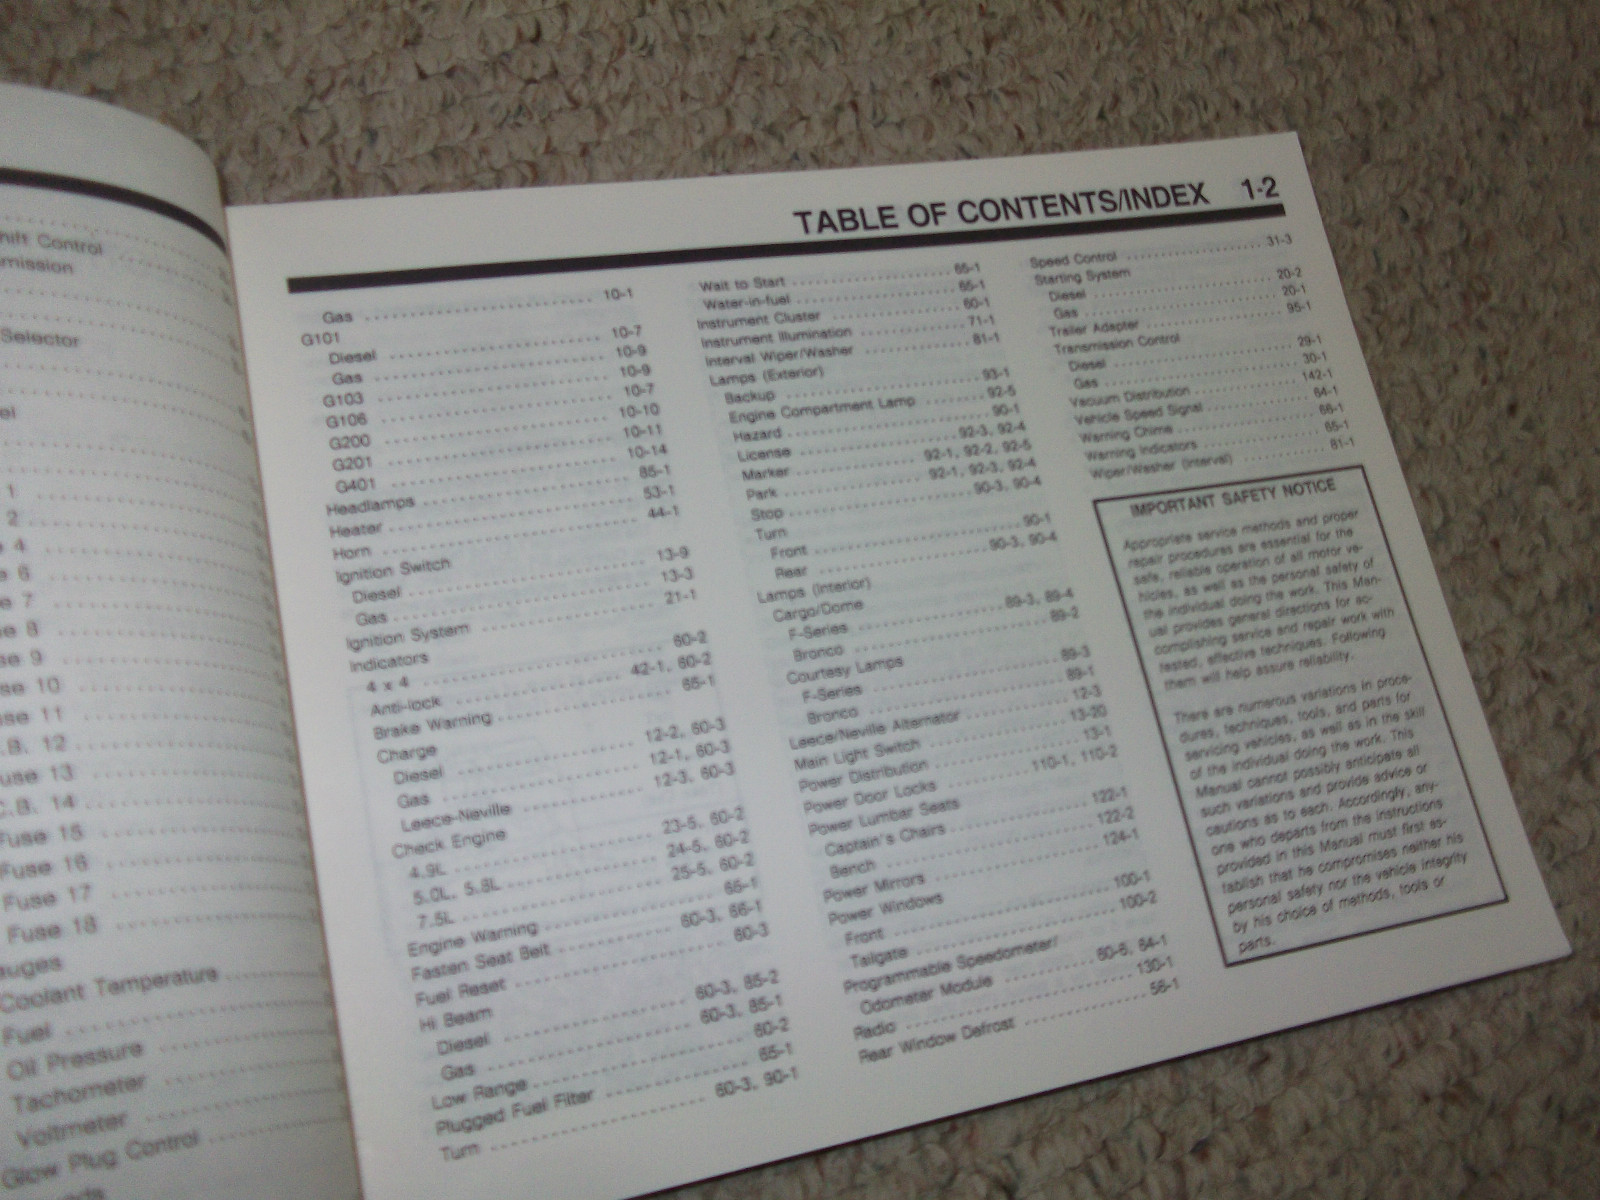 hift Control
mission
Selector
el
1
2
4
6
e 7
se 8
se 9
se 10
se 11
.B. 12
use 13
C.B. 14
Fuse 15
Fuse 16
Fuse 17
Fuse 18
auges
Coolant Temperature
Fuel
Oil Pressure
Tachometer
Voltmeter
Glow Plug Control
TABLE OF CONTENTS/INDEX 1-2
Gas 10-1
G101
Diesel 10-7
Gas 10-9
G103 10-9
G106 10-7
G200 10-10
G201 10-11
G401 10-14
Headlamps 85-1
Heater 53-1
Horn 44-1
Ignition Switch
Diesel 13-9
Gas 13-3
Ignition System 21-1
Indicators
4 x 4 60-2
Anti-lock 42-1, 60-2
Brake Warning 65-1
Charge
Diesel 12-2, 60-3
Gas 12-1, 60-3
Leece-Neville 12-3, 60-3
Check Engine
4.9L 23-5, 60-2
5.0L, 5.8L 24-5, 60-2
7.5L 25-5, 60-2
Engine Warning 65-1
Fasten Seat Belt 60-3, 66-1
Fuel Reset 60-3
Hi Beam
Diesel 60-3, 85-2
Gas 60-3, 85-1
Low Range 60-2
Plugged Fuel Filter 65-1
Turn 60-3, 90-1
Wait to Start 65-1
Water-in-fuel 65-1
Instrument Cluster 60-1
Instrument Illumination 71-1
Interval Wiper/Washer 81-1
Lamps (Exterior)
Backup 93-1
Engine Compartment Lamp 92-5
Hazard 90-1
License 92-3, 92-4
Marker 92-1, 92-2, 92-5
Park 92-1, 92-3, 92-4
Stop 90-3, 90-4
Turn
Front 90-1
Rear 90-3, 90-4
Lamps (Interior)
Cargo/Dome
F-Series 89-3, 89-4
Bronco 89-2
Courtesy Lamps
F-Series 89-3
Bronco 89-1
Leece/Neville Alternator 12-3
Main Light Switch 13-20
Power Distribution 13-1
Power Door Locks 110-1, 110-2
Power Lumbar Seats
Captain's Chairs 122-1
Bench 122-2
Power Mirrors 124-1
Power Windows
Front 100-1
Tailgate 100-2
Programmable Speedometer/
Odometer Module 60-6, 64-1
Radio 130-1
Rear Window Defrost 56-1
Speed Control 31-3
Starting System
Diesel 20-2
Gas 20-1
Trailer Adapter 95-1
Transmission Control
Diesel 29-1
Gas 30-1
Vacuum Distribution 142-1
Vehicle Speed Signal 64-1
Warning Chime 66-1
Warning Indicators 65-1
Wiper/Washer (Interval) 81-1
IMPORTANT SAFETY NOTICE
Appropriate service methods and proper
repair procedures are essential for the
safe, reliable operation of all motor ve-
hicles, as well as the personal safety of
the individual doing the work. This Man-
ual provides general directions for ac-
complishing service and repair work with
tested, effective techniques. Following
them will help assure reliability.
There are numerous variations in proce-
dures, techniques, tools, and parts for
servicing vehicles, as well as in the skill
of the individual doing the work. This
Manual cannot possibly anticipate all
such variations and provide advice or
cautions as to each. Accordingly, any-
one who departs from the instructions
provided in this Manual must first es-
tablish that he compromises neither his
personal safety nor the vehicle integrity
by his choice of methods, tools or
parts.